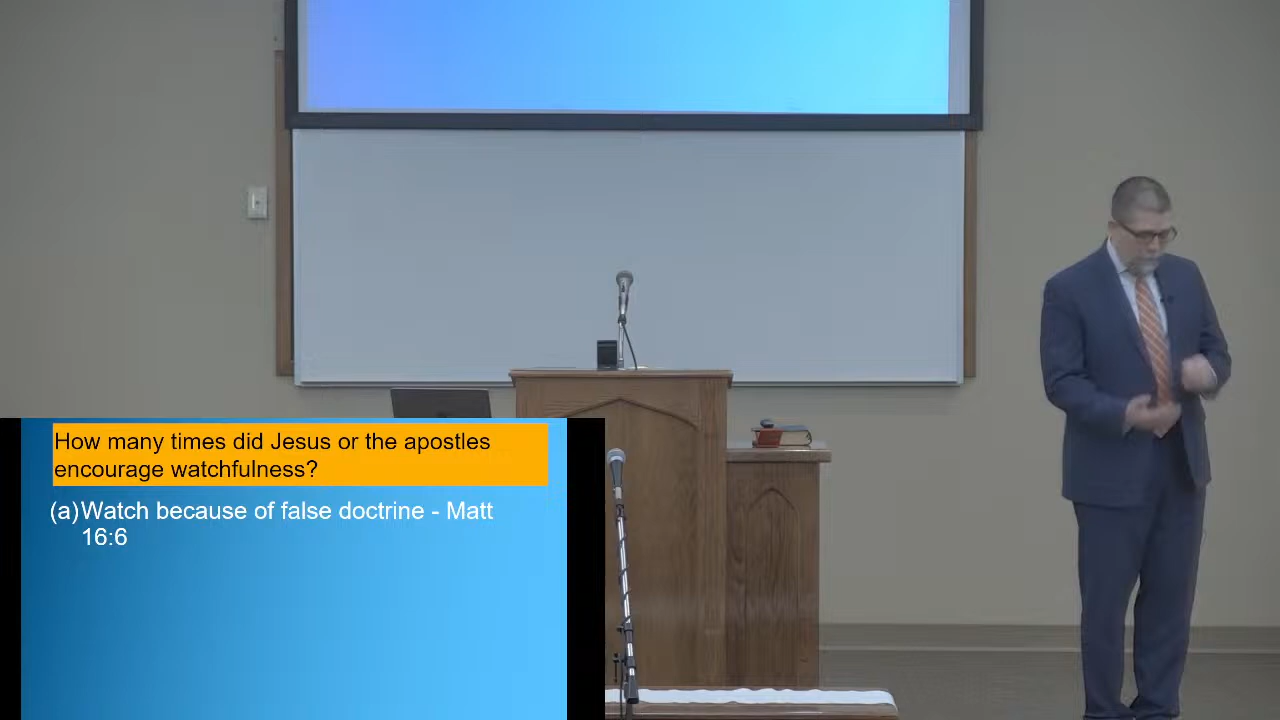 How many times did Jesus or the apostles
encourage watchfulness?
(a)Watch because of false doctrine - Matt
16:6